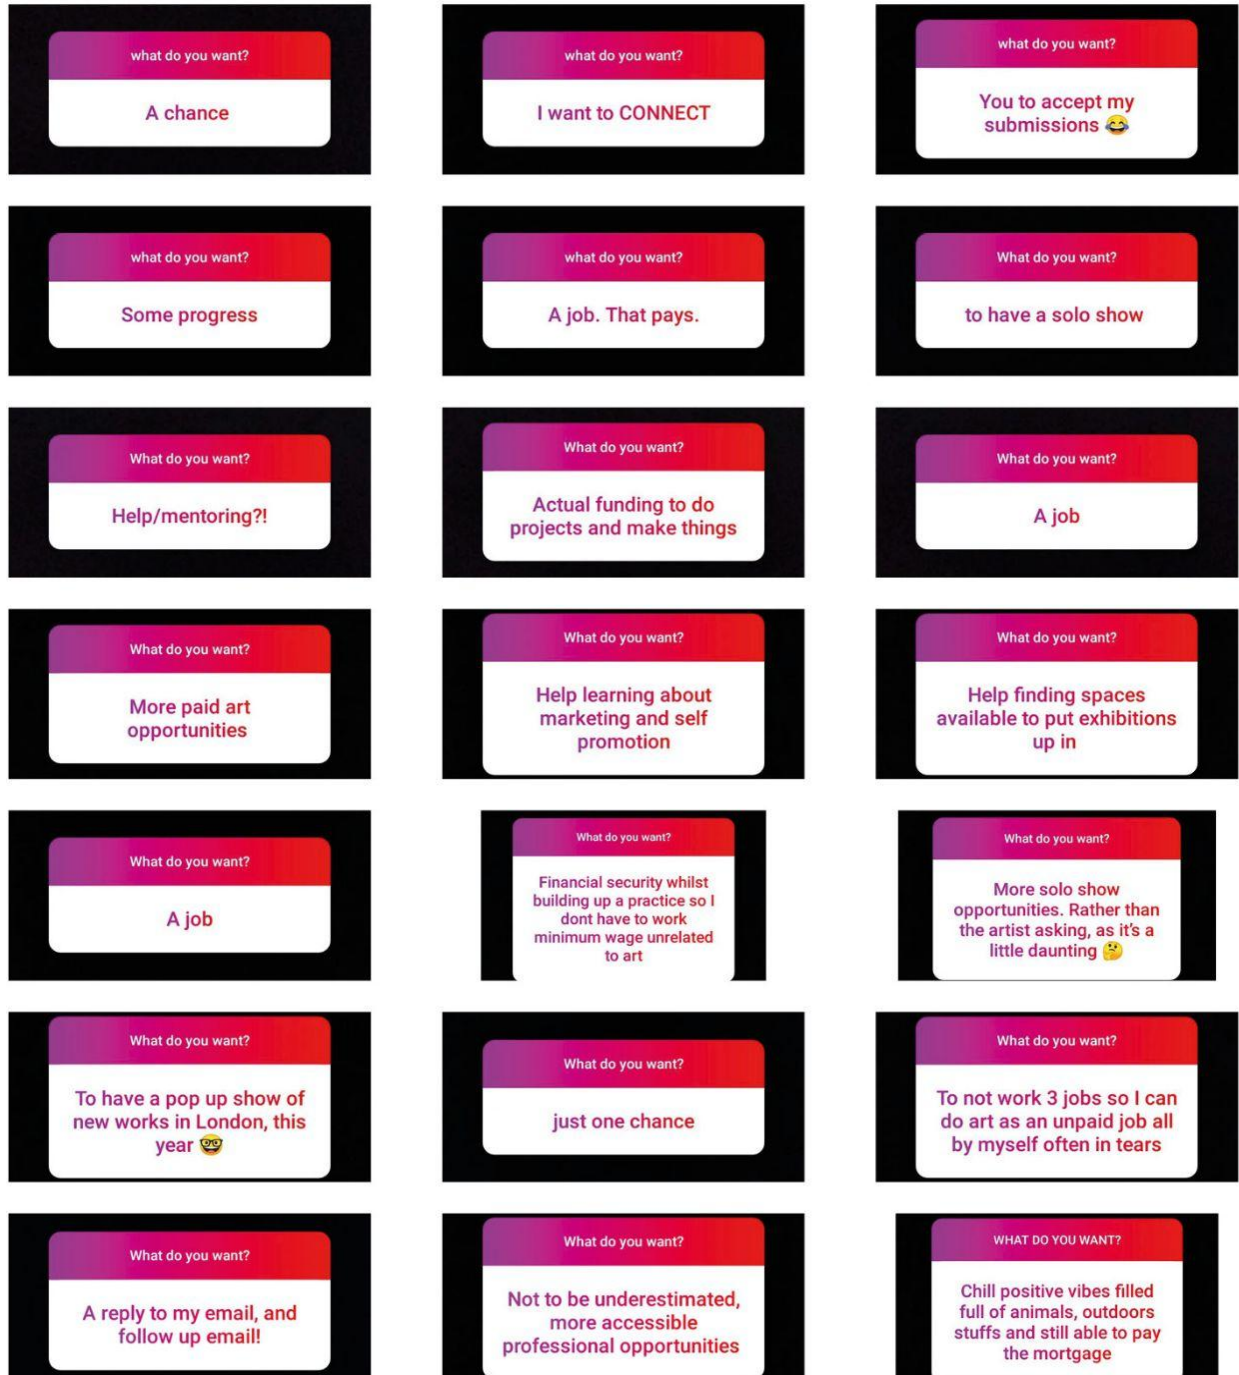 what do you want?
A chance
what do you want?
I want to CONNECT
what do you want?
You to accept my
submissions 😂
what do you want?
Some progress
what do you want?
A job. That pays.
What do you want?
to have a solo show
What do you want?
Help/mentoring?!
What do you want?
Actual funding to do
projects and make things
What do you want?
A job
What do you want?
More paid art
opportunities
What do you want?
Help learning about
marketing and self
promotion
What do you want?
Help finding spaces
available to put exhibitions
up in
What do you want?
A job
What do you want?
Financial security whilst
building up a practice so I
dont have to work
minimum wage unrelated
to art
What do you want?
More solo show
opportunities. Rather than
the artist asking, as it's a
little daunting 🤔
What do you want?
To have a pop up show of
new works in London, this
year 🤓
What do you want?
just one chance
What do you want?
To not work 3 jobs so I can
do art as an unpaid job all
by myself often in tears
What do you want?
A reply to my email, and
follow up email!
What do you want?
Not to be underestimated,
more accessible
professional opportunities
WHAT DO YOU WANT?
Chill positive vibes filled
full of animals, outdoors
stuffs and still able to pay
the mortgage